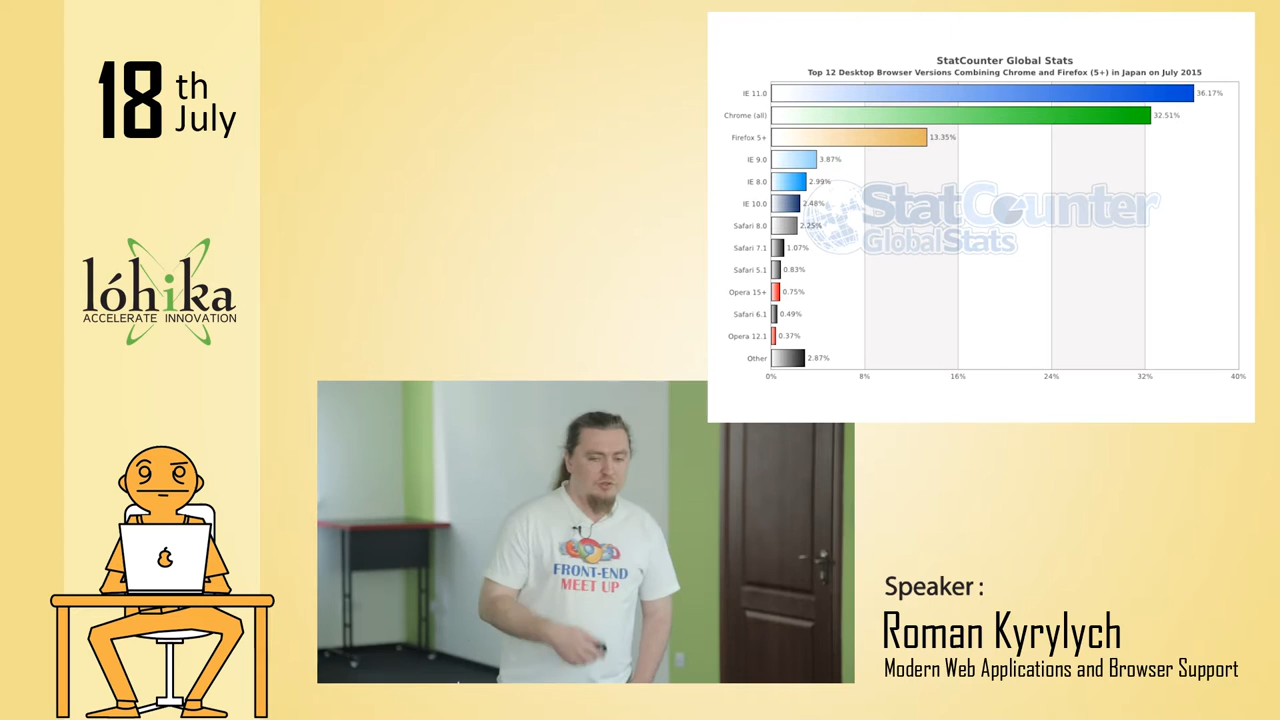 18 th
July
lóhika
ACCELERATE INNOVATION
StatCounter Global Stats
Top 12 Desktop Browser Versions Combining Chrome and Firefox (5+) in Japan on July 2015
IE 11.0 36.17%
Chrome (all) 32.51%
Firefox 5+ 13.35%
IE 9.0 3.87%
IE 8.0 2.99%
IE 10.0 2.48%
Safari 8.0 2.25%
Safari 7.1 1.07%
Safari 5.1 0.83%
Opera 15+ 0.75%
Safari 6.1 0.49%
Opera 12.1 0.37%
Other 2.87%
0% 8% 16% 24% 32% 40%
StatCounter
GlobalStats
FRONT-END
MEET UP
Speaker :
Roman Kyrylych
Modern Web Applications and Browser Support